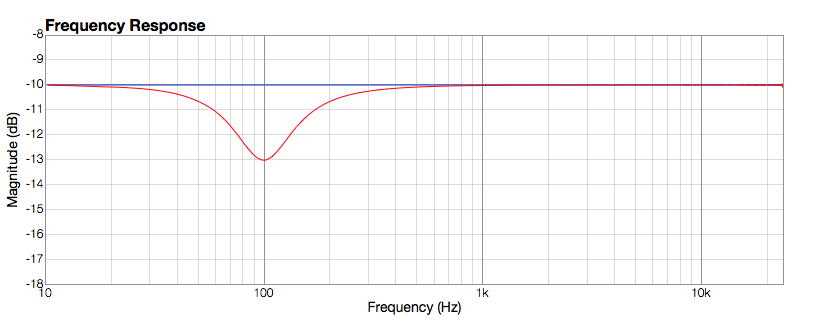 Frequency Response
-8
-9
-10
-11
-12
-13
-14
-15
-16
-17
-18
Magnitude (dB)
10 100 1k 10k
Frequency (Hz)